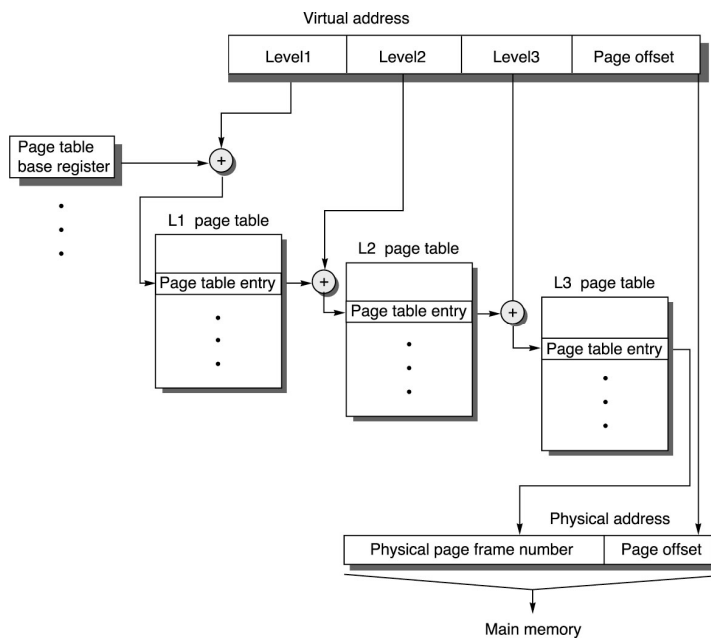 Virtual address
Level1 Level2 Level3 Page offset
Page table
base register
L1 page table
L2 page table
L3 page table
Page table entry
Page table entry
Page table entry
Physical address
Physical page frame number Page offset
Main memory